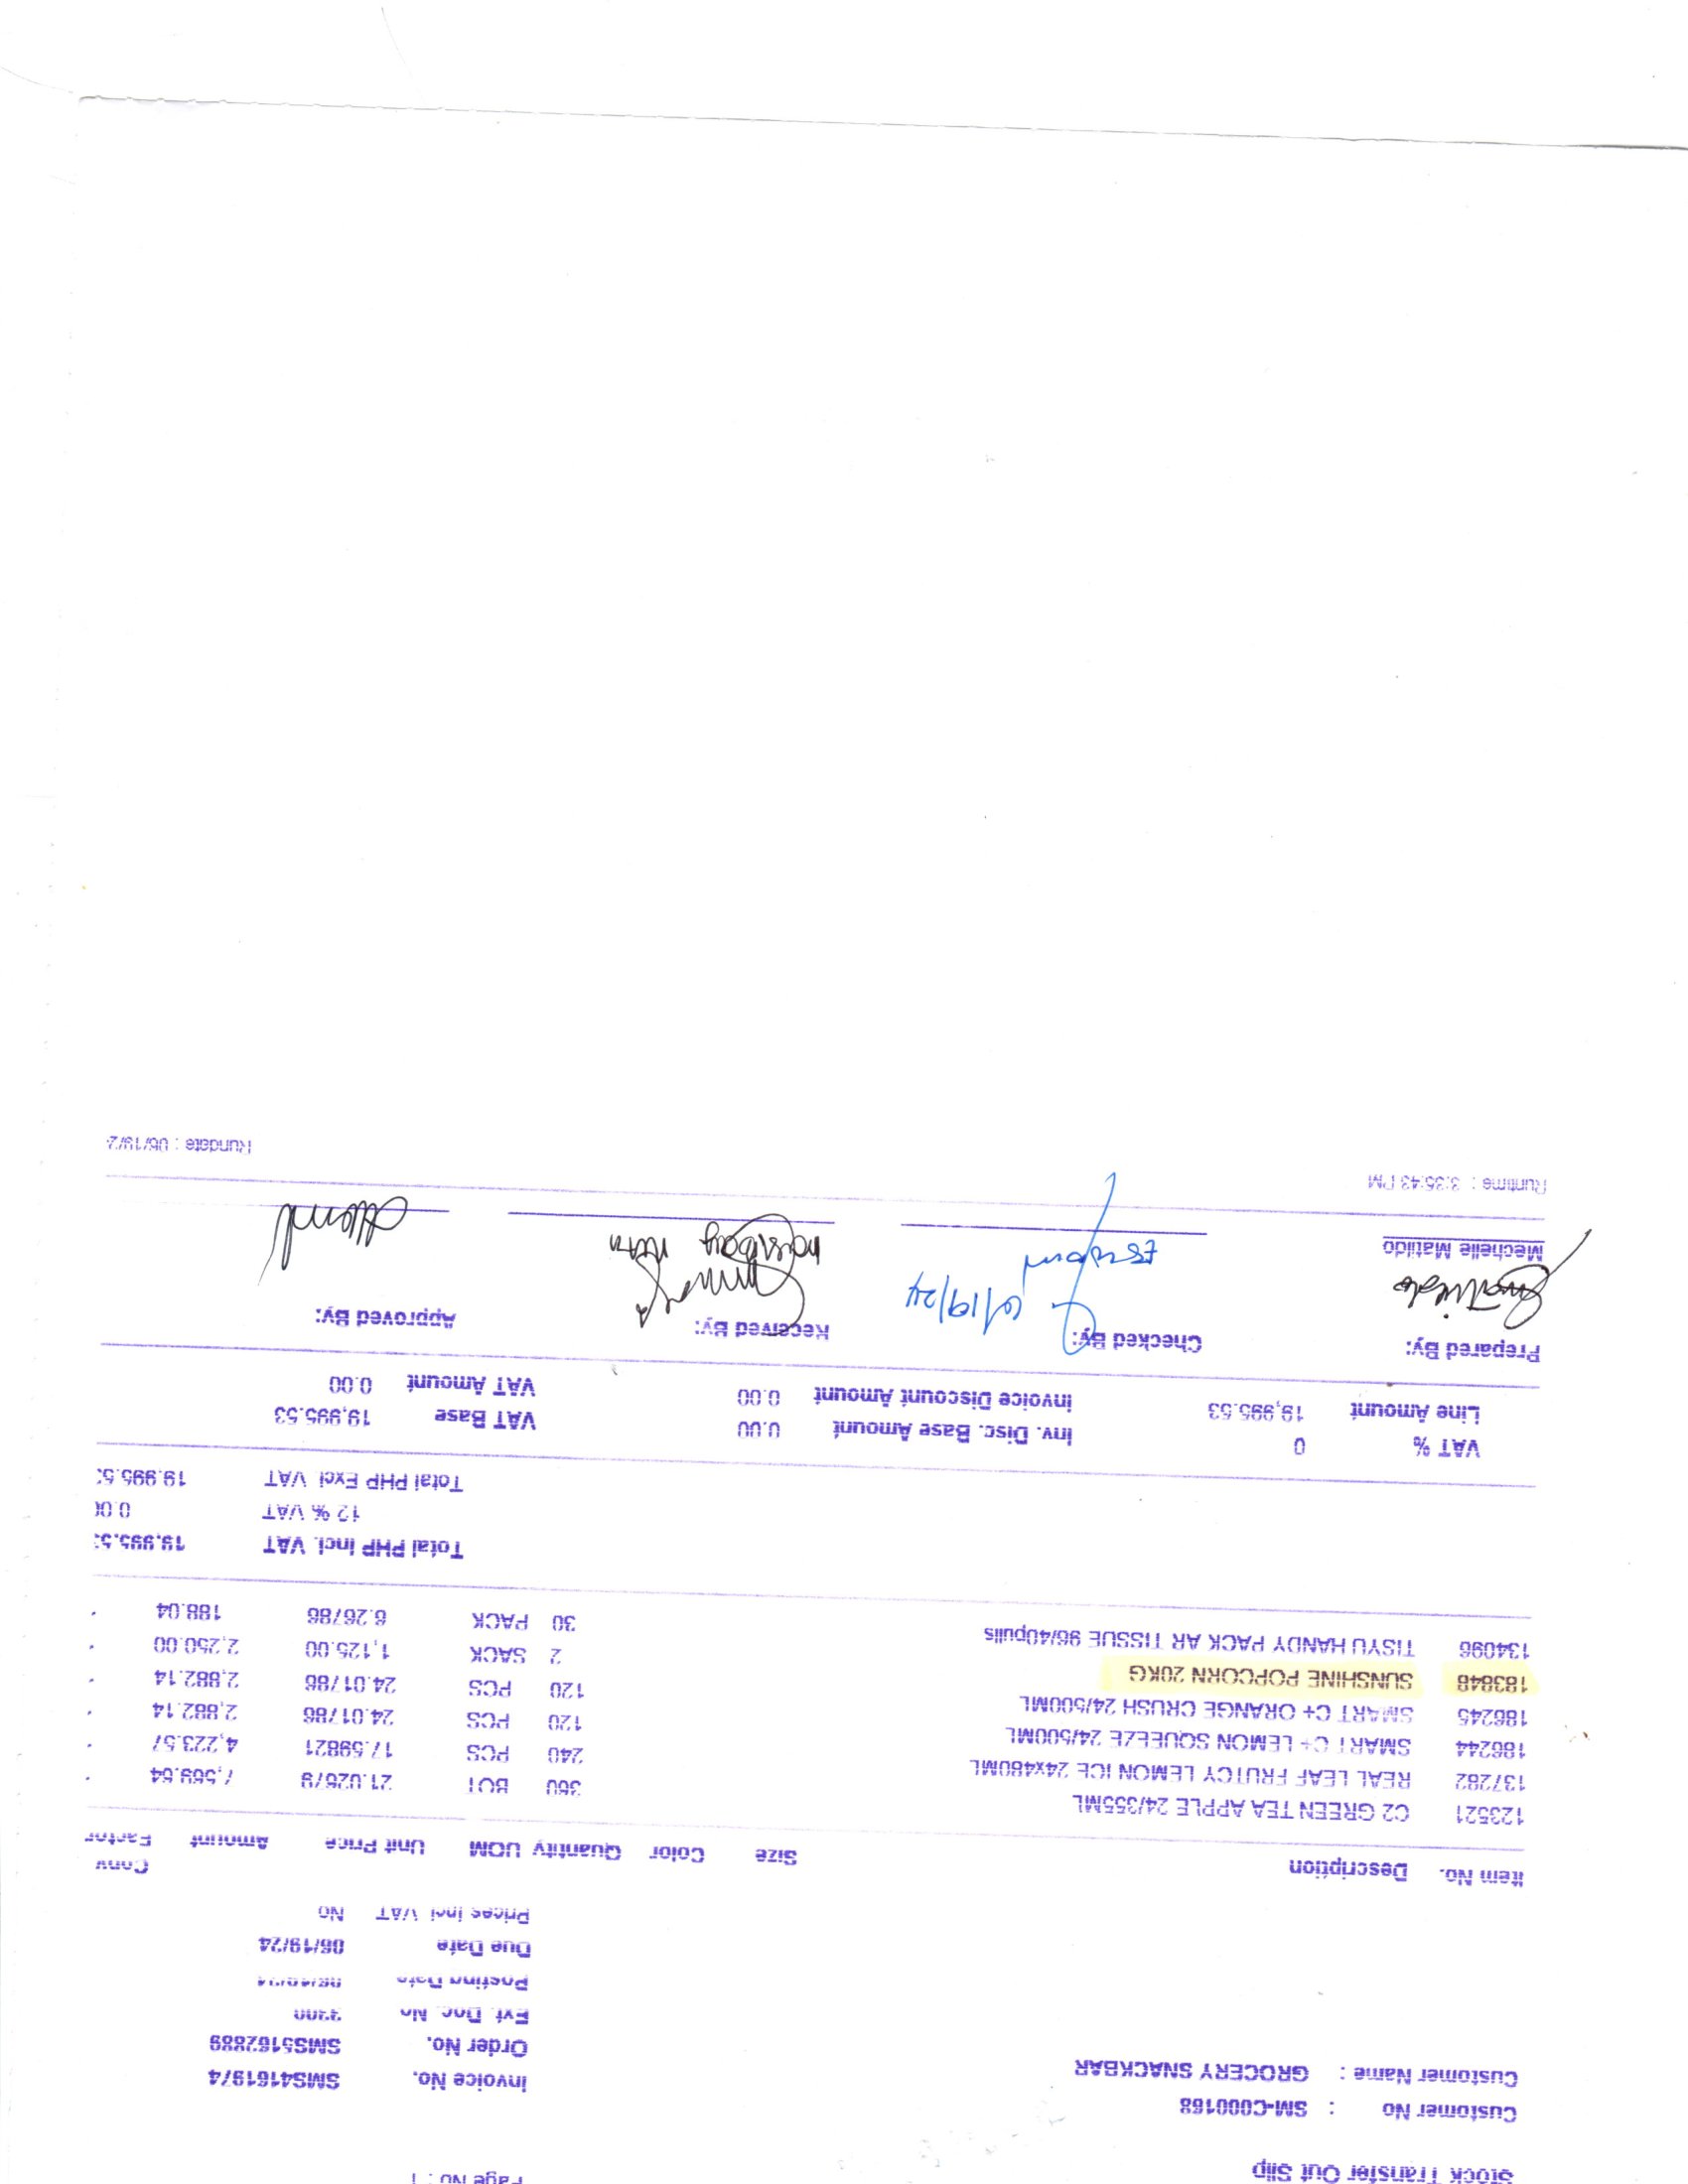 Page No : 1
Stock Transfer Out Slip
Customer No : SM-C000168
Customer Name : GROCERY SNACKBAR
Invoice No. SMS4161974
Order No. SMS5162889
Ext. Doc. No 3300
Posting Date 06/19/24
Due Date 06/19/24
Prices incl VAT No
Item No. Description Size Color Quantity UOM Unit Price Amount Conv Factor
123521 C2 GREEN TEA APPLE 24/355ML 360 BOT 21.02679 7,569.64
137282 REAL LEAF FRUTCY LEMON ICE 24x480ML 240 PCS 17.59821 4,223.57
186244 SMART C+ LEMON SQUEEZE 24/500ML 120 PCS 24.01786 2,882.14
186245 SMART C+ ORANGE CRUSH 24/500ML 120 PCS 24.01786 2,882.14
183848 SUNSHINE POPCORN 20KG 2 SACK 1,125.00 2,250.00
134096 TISYU HANDY PACK AR TISSUE 96/40pulls 30 PACK 6.26786 188.04
Total PHP incl. VAT 19,995.5
12 % VAT 0.00
Total PHP Excl VAT 19,995.5
VAT % 0 Inv. Disc. Base Amount 0.00 VAT Base 19,995.53
Line Amount 19,995.53 Invoice Discount Amount 0.00 VAT Amount 0.00
Prepared By: Checked By: Received By: Approved By:
6/19/24
Mechelle Matildo
Runtime : 3:35:43 PM Rundate : 06/19/2